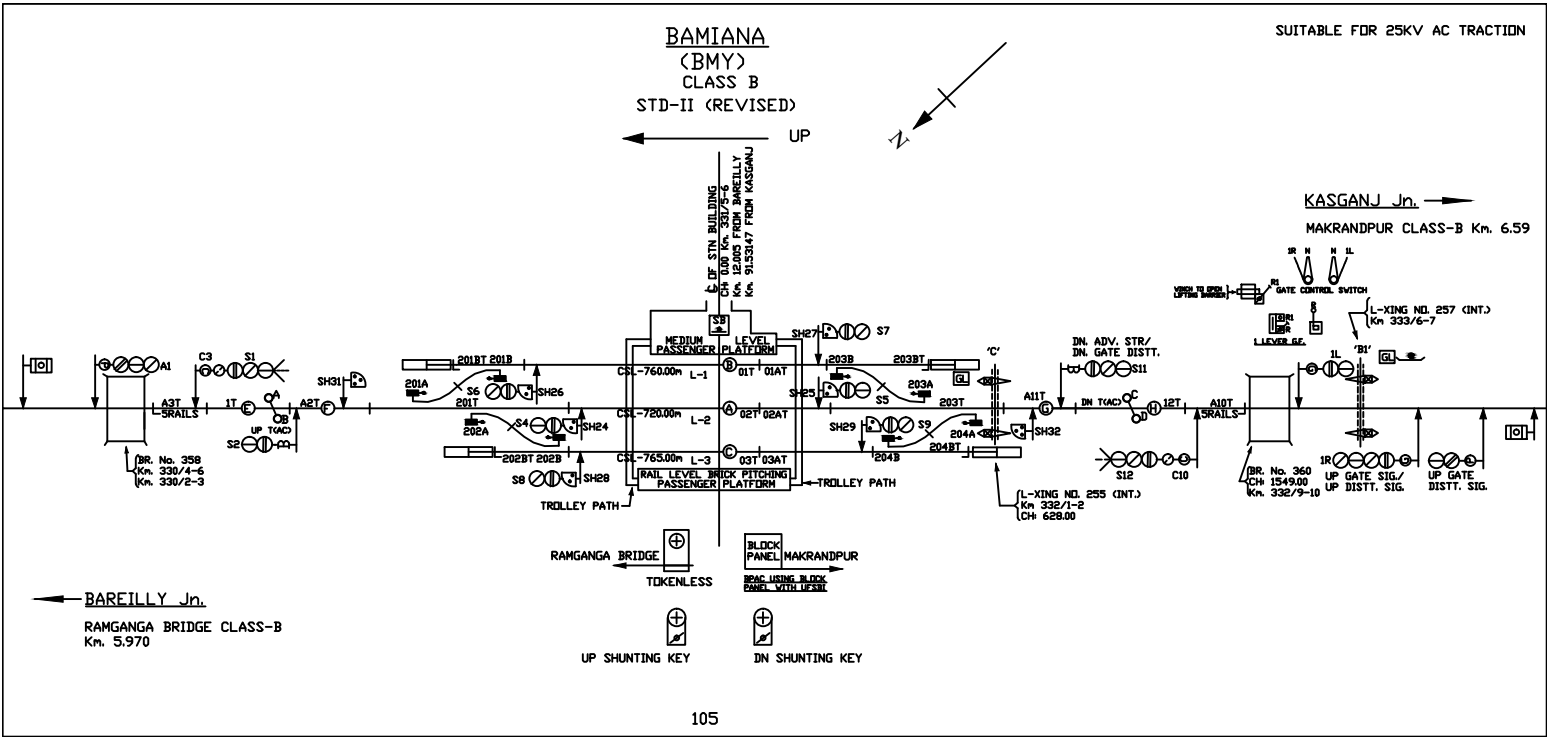 BAMIANA
(BMY)
CLASS B
STD-II (REVISED)
UP
SUITABLE FOR 25KV AC TRACTION
N
℄ OF STN BUILDING
CH: 0.00 Km. 331/5-6
Km. 12.005 FROM BAREILLY
Km. 91.53147 FROM KASGANJ
KASGANJ Jn.
MAKRANDPUR CLASS-B Km. 6.59
1R N N 1L
R1
GATE CONTROL SWITCH
WINCH TO OPEN
LIFTING BARRIER
R
R1
R
1 LEVER GF.
L-XING NO. 257 (INT.)
Km 333/6-7
'B1'
1L
GL
SB
MEDIUM LEVEL
PASSENGER PLATFORM
SH27
S7
DN. ADV. STR/
DN. GATE DISTT.
S11
'C'
A1
C3
S1
SH31
201BT 201B
CSL-760.00m
L-1
B
01T 01AT
203B
203BT
GL
201A
S6
SH26
SH25
S5
203A
A3T
5RAILS
1T
E
A
B
UP T(AC)
S2
A2T
F
201T
CSL-720.00m
L-2
A
02T 02AT
203T
A11T
G
DN T(AC)
C
D
H
12T
A10T
5RAILS
202A
S4
SH24
SH29
S9
204A
SH32
202BT 202B
CSL-765.00m
L-3
C
03T 03AT
204B
204BT
S8
SH28
RAIL LEVEL BRICK PITCHING
PASSENGER PLATFORM
TROLLEY PATH
TROLLEY PATH
BR. No. 358
Km. 330/4-6
Km. 330/2-3
S12
C10
BR. No. 360
CH: 1549.00
Km. 332/9-10
1R
UP GATE SIG./
UP DISTT. SIG.
UP GATE
DISTT. SIG.
L-XING NO. 255 (INT.)
Km 332/1-2
CH: 628.00
RAMGANGA BRIDGE
TOKENLESS
BLOCK
PANEL
MAKRANDPUR
BPAC USING BLOCK
PANEL WITH UFSBI
BAREILLY Jn.
RAMGANGA BRIDGE CLASS-B
Km. 5.970
UP SHUNTING KEY
DN SHUNTING KEY
105